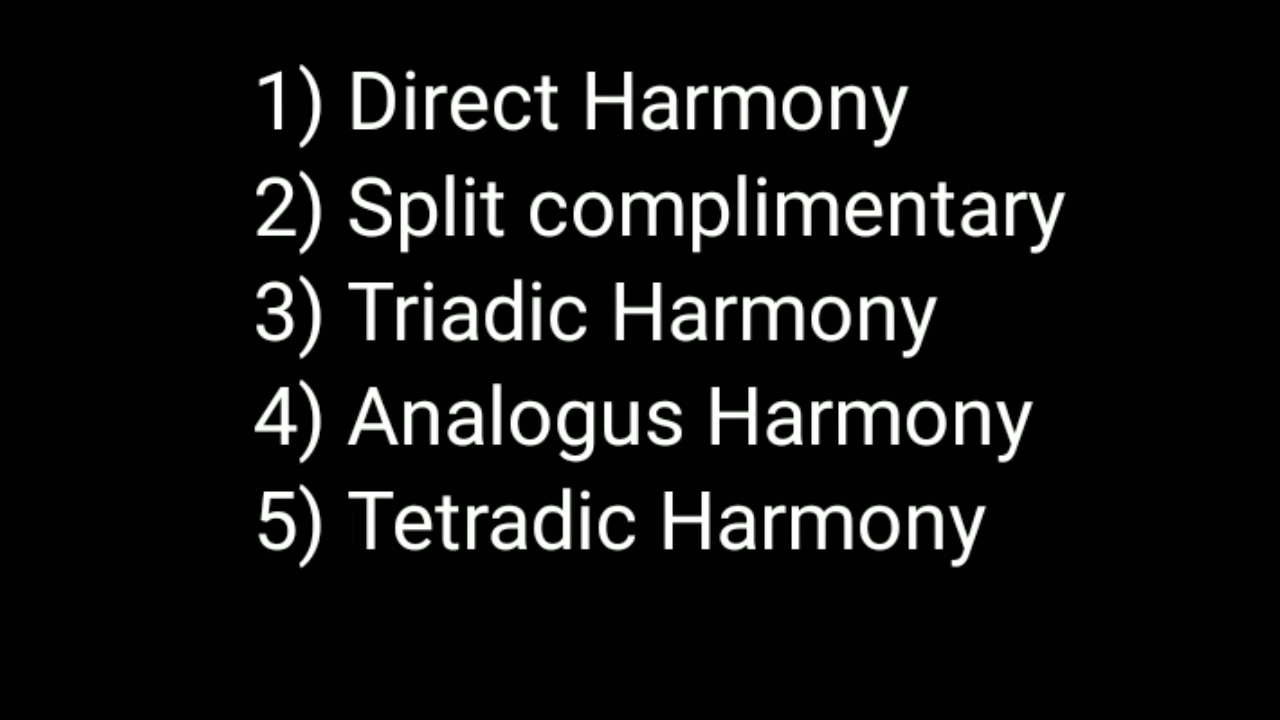 1) Direct Harmony
2) Split complimentary
3) Triadic Harmony
4) Analogus Harmony
5) Tetradic Harmony